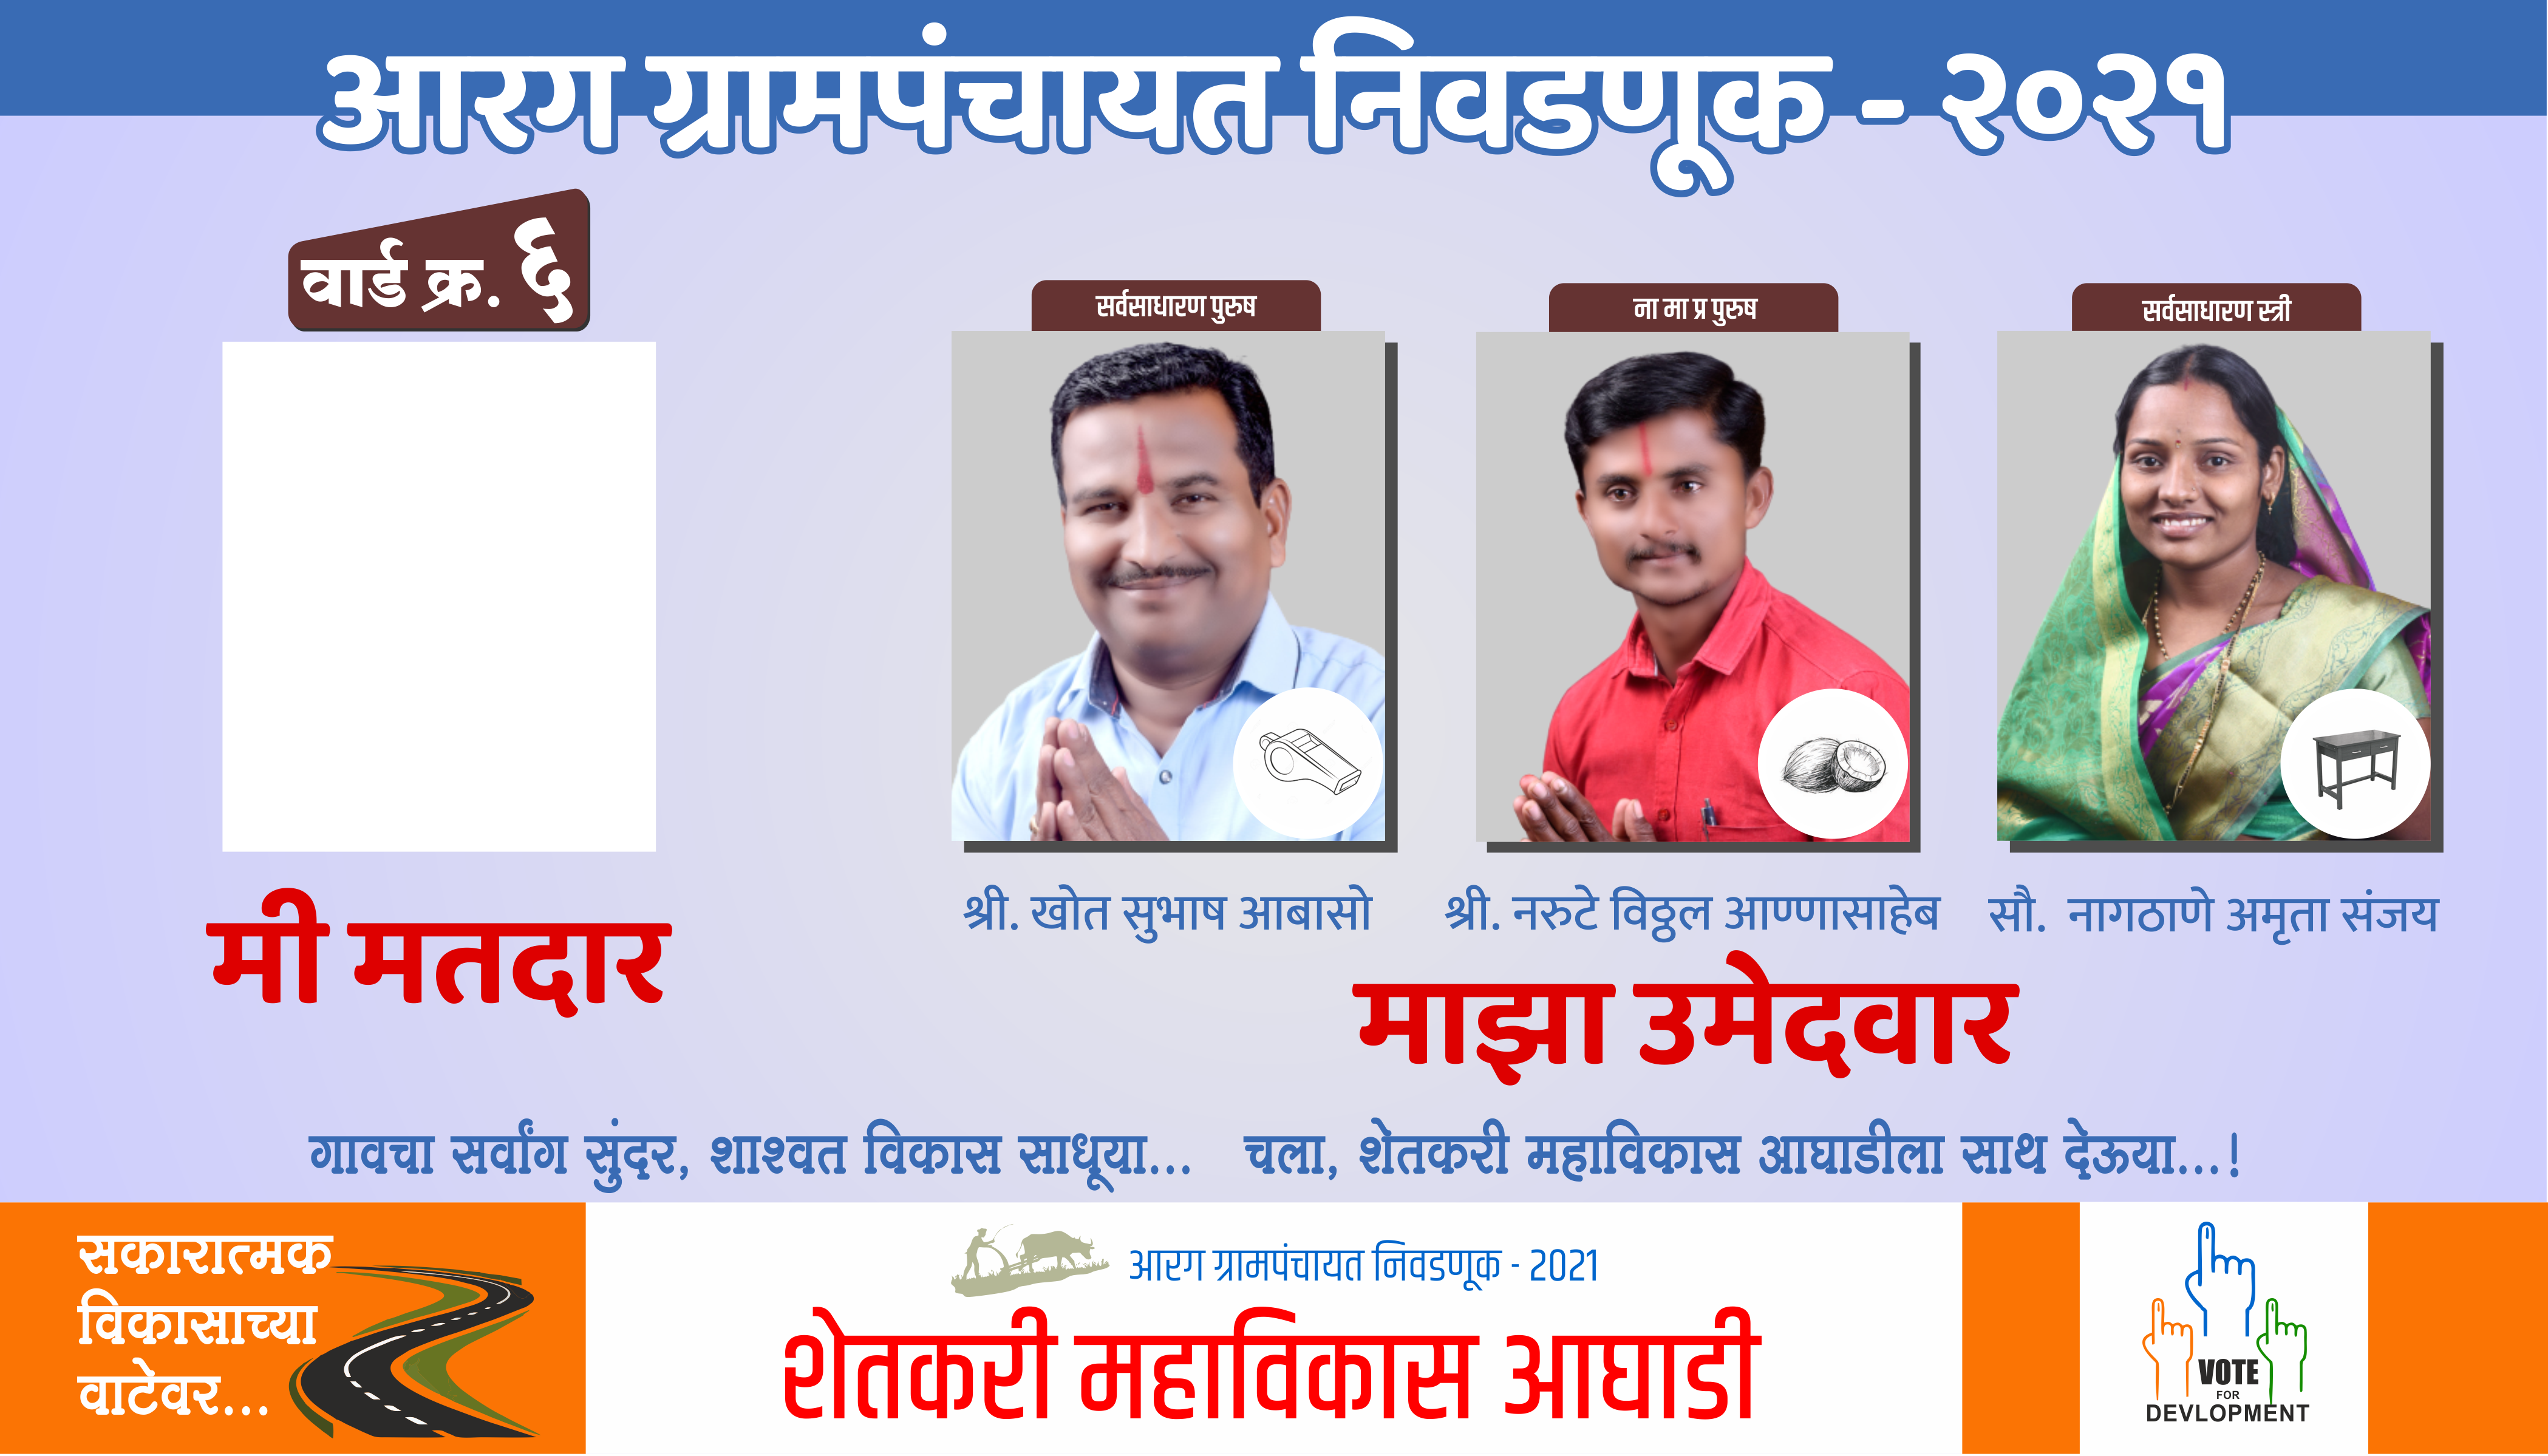 आरग ग्रामपंचायत निवडणूक - २०२१
वार्ड क्र. ६
सर्वसाधारण पुरुष
ना मा प्र पुरुष
सर्वसाधारण स्त्री
श्री. खोत सुभाष आबासो
श्री. नरुटे विठ्ठल आण्णासाहेब
सौ. नागठाणे अमृता संजय
मी मतदार
माझा उमेदवार
गावचा सर्वांग सुंदर, शाश्वत विकास साधूया... चला, शेतकरी महाविकास आघाडीला साथ देऊया...!
सकारात्मक
विकासाच्या
वाटेवर...
आरग ग्रामपंचायत निवडणूक - 2021
शेतकरी महाविकास आघाडी
VOTE
FOR
DEVLOPMENT